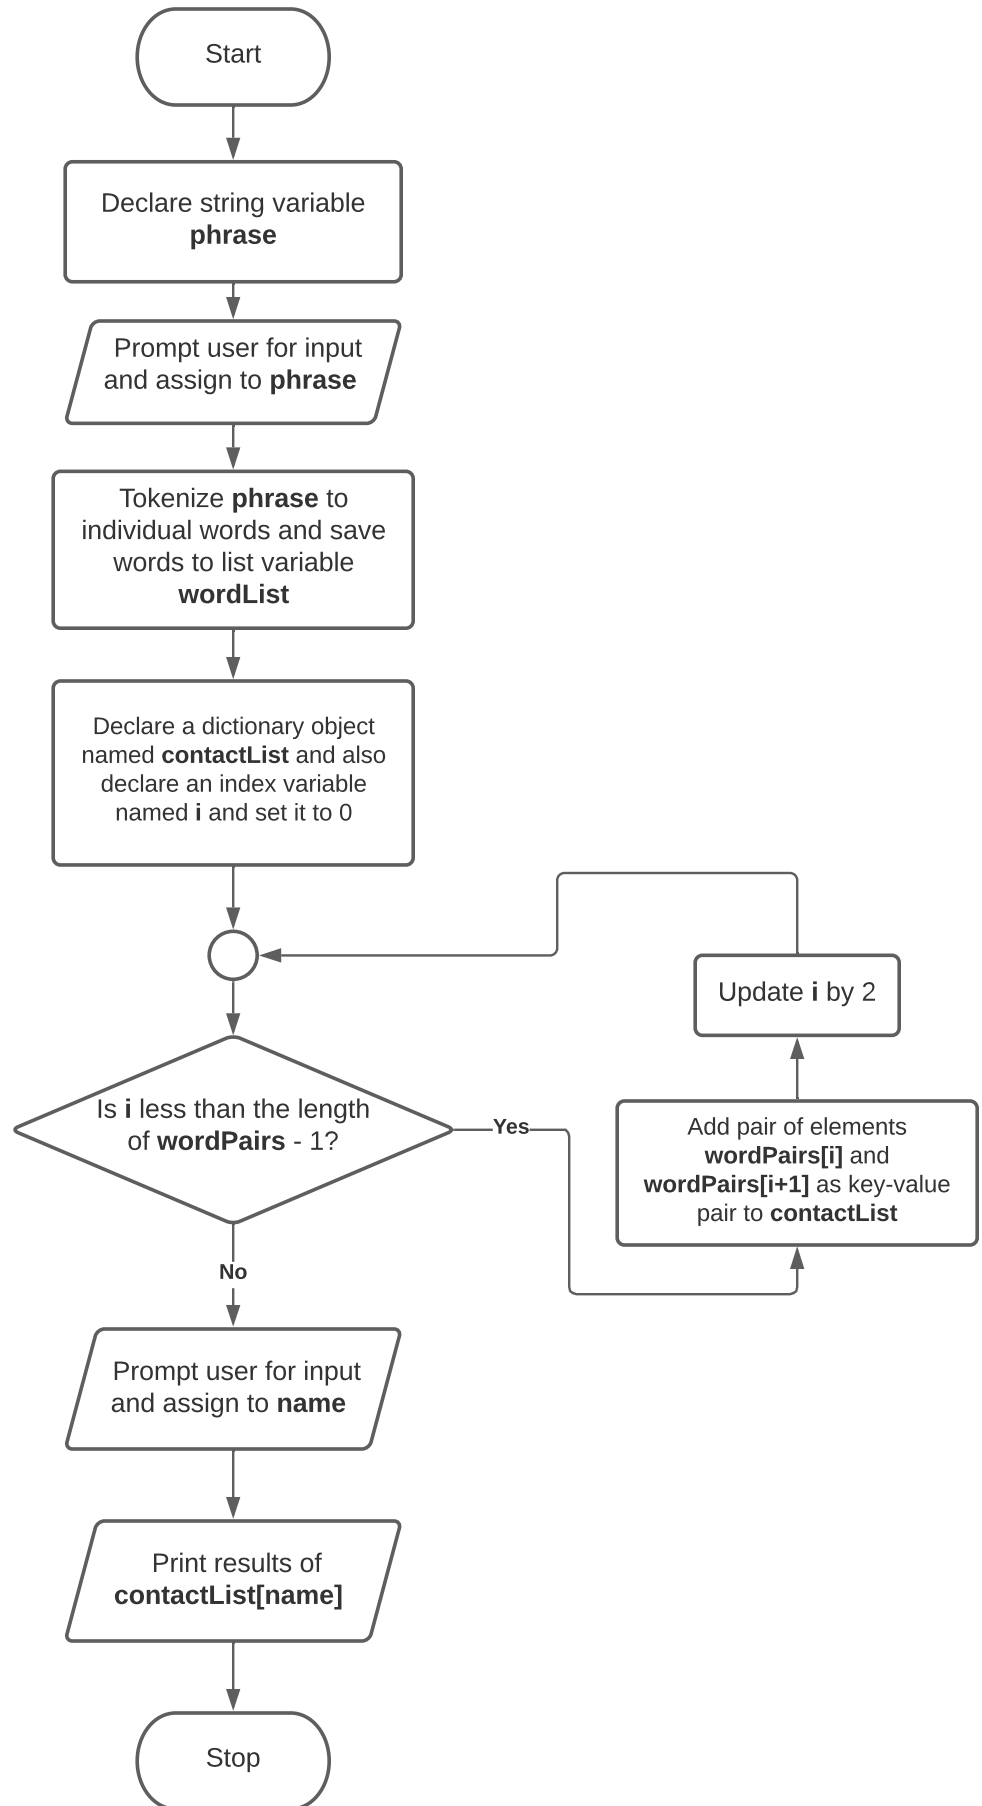 Start
Declare string variable
phrase
Prompt user for input
and assign to phrase
Tokenize phrase to
individual words and save
words to list variable
wordList
Declare a dictionary object
named contactList and also
declare an index variable
named i and set it to 0
Update i by 2
Is i less than the length
of wordPairs - 1?
Yes
Add pair of elements
wordPairs[i] and
wordPairs[i+1] as key-value
pair to contactList
No
Prompt user for input
and assign to name
Print results of
contactList[name]
Stop